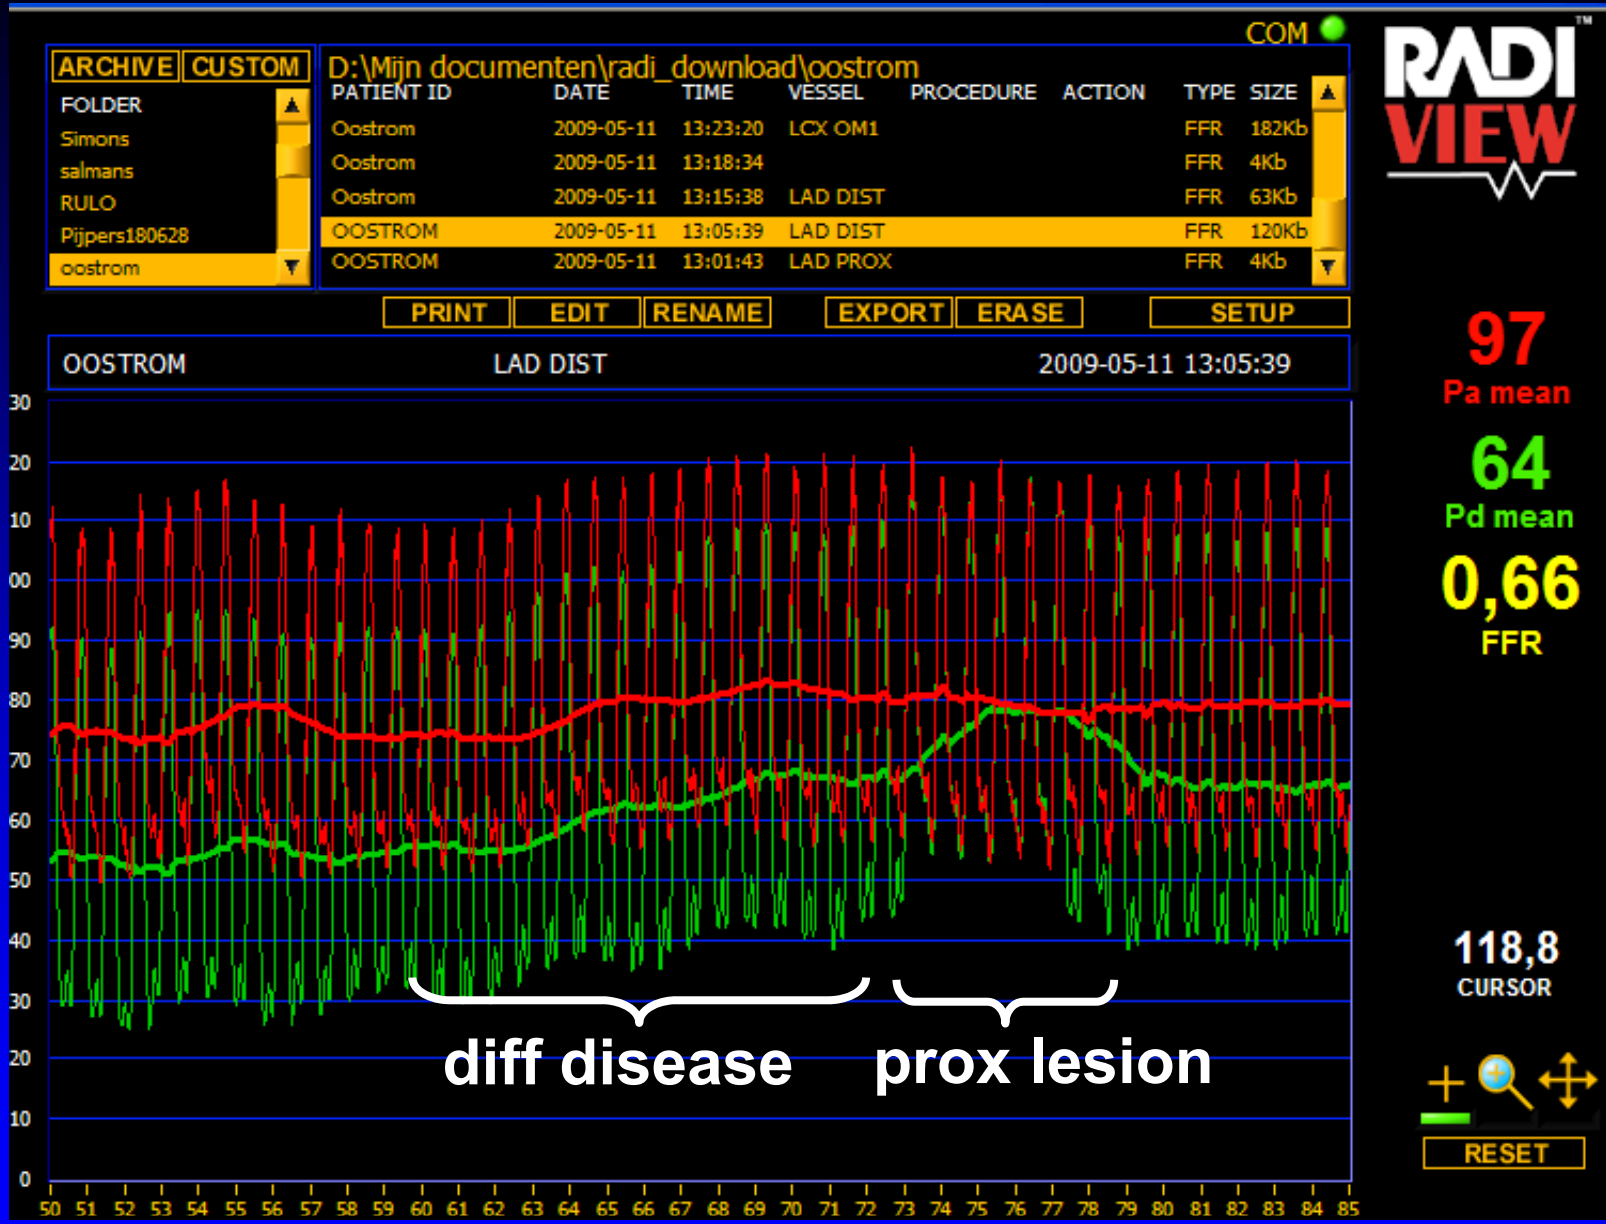 COM
RADI™
VIEW
ARCHIVE CUSTOM
D:\Mijn documenten\radi_download\oostrom
FOLDER
Simons
salmans
RULO
Pijpers180628
oostrom
PATIENT ID DATE TIME VESSEL PROCEDURE ACTION TYPE SIZE
Oostrom 2009-05-11 13:23:20 LCX OM1 FFR 182Kb
Oostrom 2009-05-11 13:18:34 FFR 4Kb
Oostrom 2009-05-11 13:15:38 LAD DIST FFR 63Kb
OOSTROM 2009-05-11 13:05:39 LAD DIST FFR 120Kb
OOSTROM 2009-05-11 13:01:43 LAD PROX FFR 4Kb
PRINT EDIT RENAME EXPORT ERASE SETUP
OOSTROM LAD DIST 2009-05-11 13:05:39
97
Pa mean
64
Pd mean
0,66
FFR
118,8
CURSOR
RESET
30
20
10
00
90
80
70
60
50
40
30
20
10
0
diff disease prox lesion
50 51 52 53 54 55 56 57 58 59 60 61 62 63 64 65 66 67 68 69 70 71 72 73 74 75 76 77 78 79 80 81 82 83 84 85